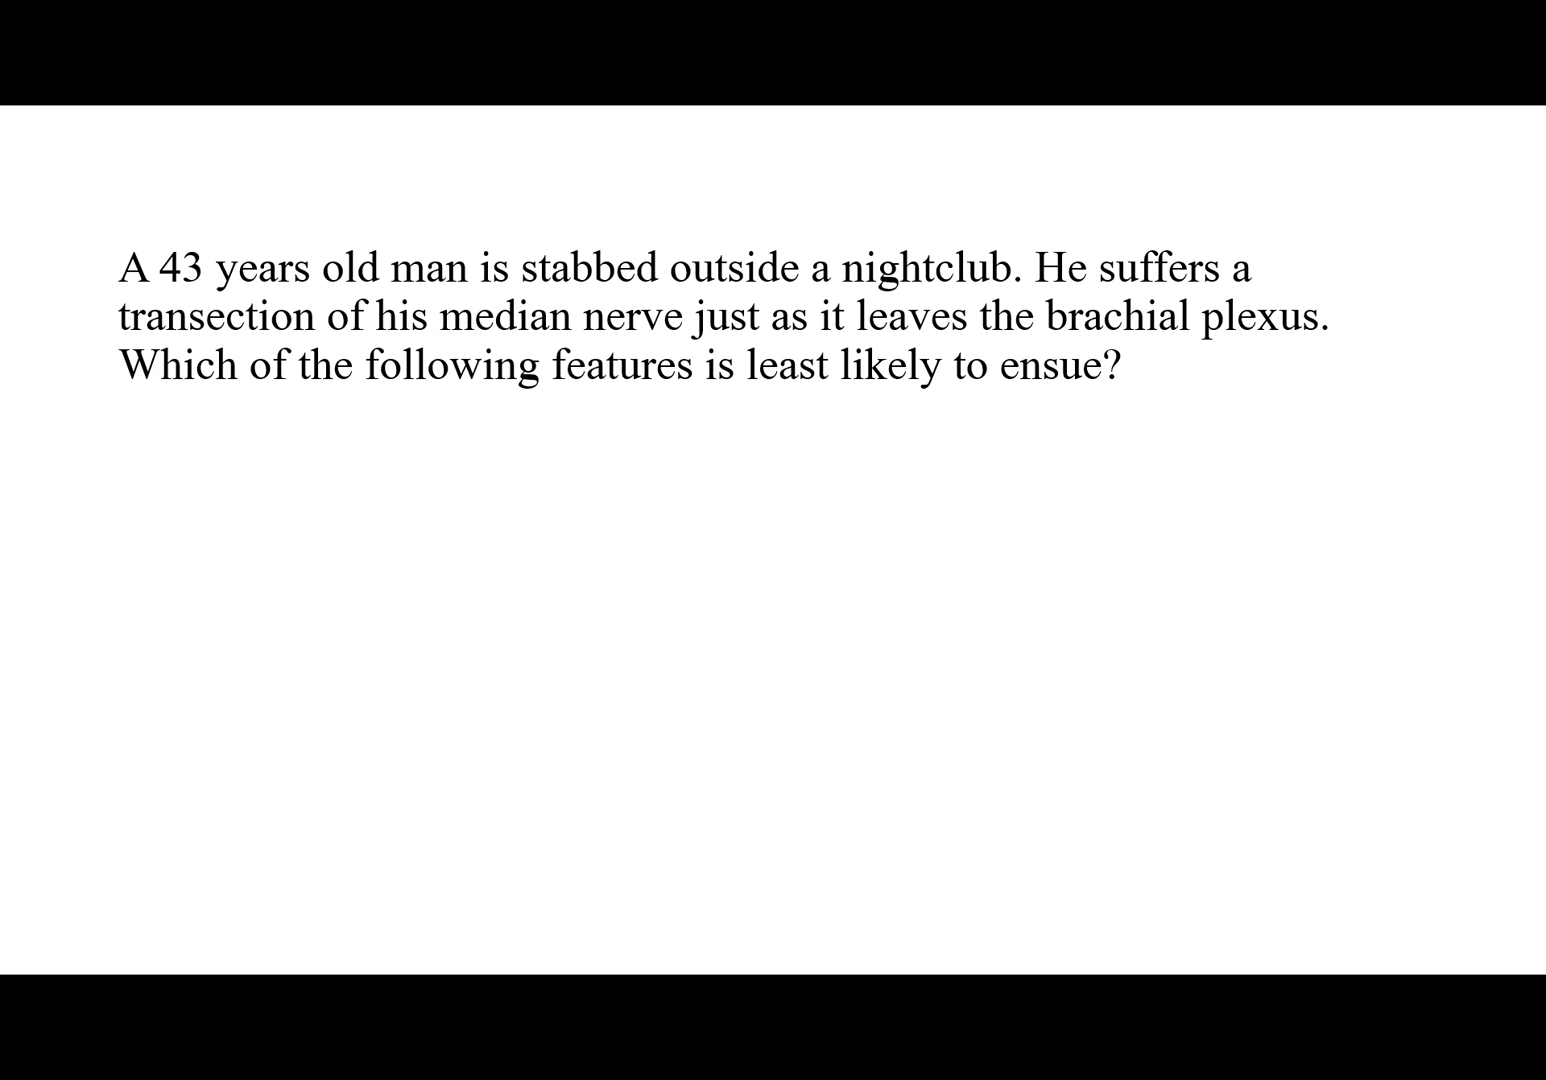 A 43 years old man is stabbed outside a nightclub. He suffers a
transection of his median nerve just as it leaves the brachial plexus.
Which of the following features is least likely to ensue?